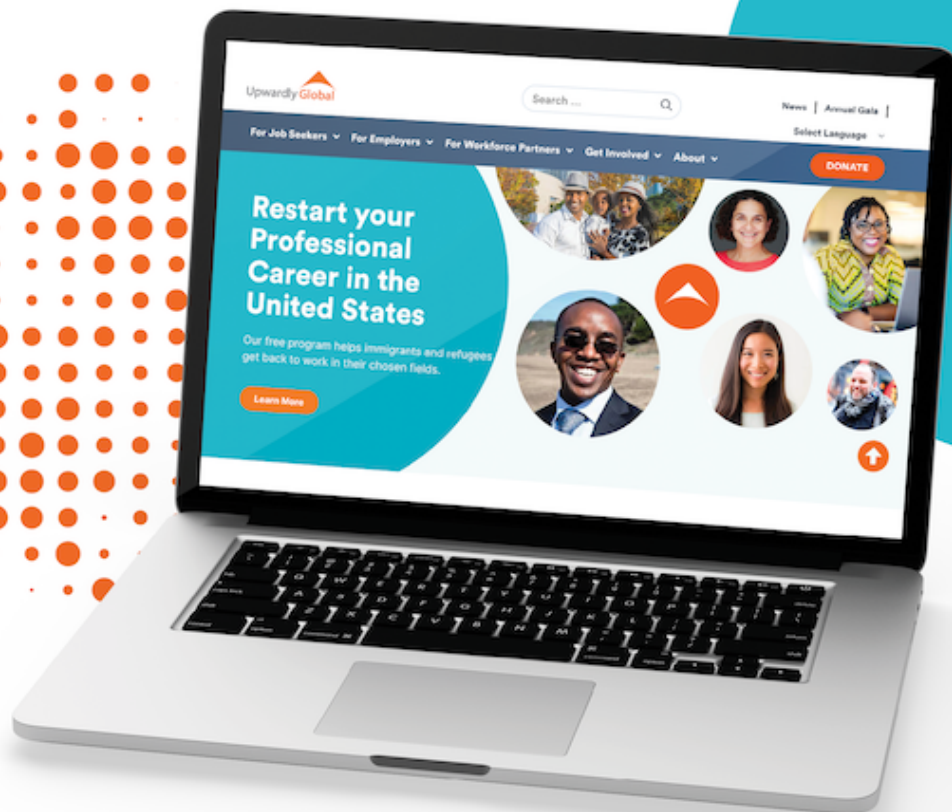 Upwardly Global
Search ...
News | Annual Gala |
Select Language
For Job Seekers For Employers For Workforce Partners Get Involved About
DONATE
Restart your
Professional
Career in the
United States
Our free program helps immigrants and refugees
get back to work in their chosen fields.
Learn More
Q W E R T Y U I O P
A S D F G H J K L
Z X C V B N M